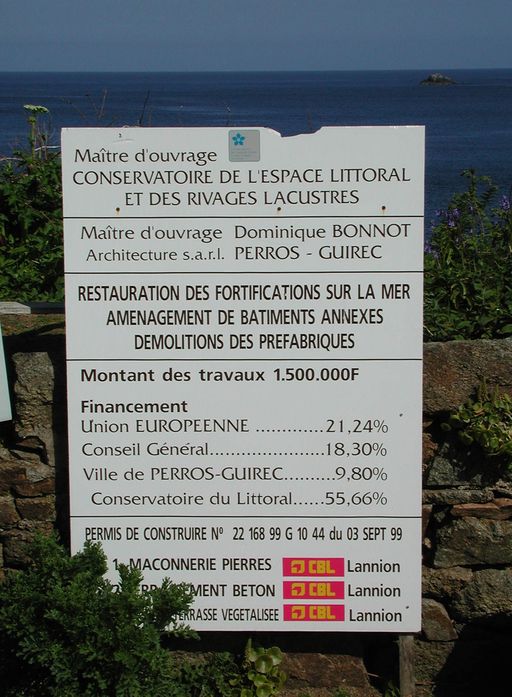 Maître d'ouvrage
CONSERVATOIRE DE L'ESPACE LITTORAL
ET DES RIVAGES LACUSTRES
Maître d'ouvrage Dominique BONNOT
Architecture s.a.r.l. PERROS - GUIREC
RESTAURATION DES FORTIFICATIONS SUR LA MER
AMENAGEMENT DE BATIMENTS ANNEXES
DEMOLITIONS DES PREFABRIQUES
Montant des travaux 1.500.000F
Financement
Union EUROPEENNE .............21,24%
Conseil Général......................18,30%
Ville de PERROS-GUIREC..........9,80%
Conservatoire du Littoral......55,66%
PERMIS DE CONSTRUIRE N° 22 168 99 G 10 44 du 03 SEPT 99
1. MACONNERIE PIERRES CBL Lannion
BETON CBL Lannion
TERRASSE VEGETALISEE CBL Lannion